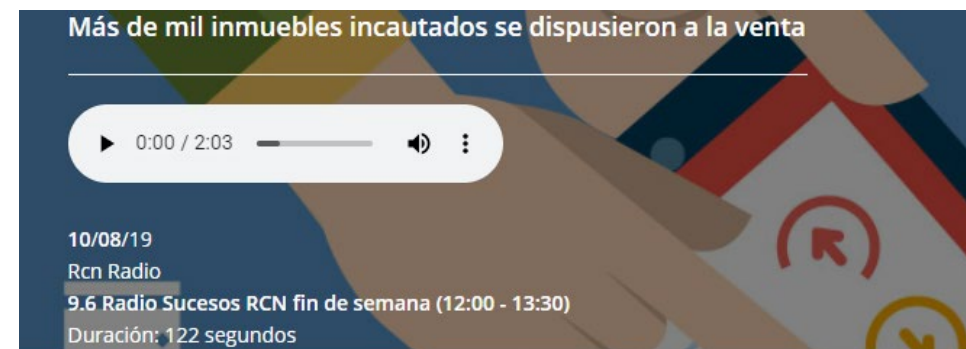 Más de mil inmuebles incautados se dispusieron a la venta
0:00 / 2:03
10/08/19
Rcn Radio
9.6 Radio Sucesos RCN fin de semana (12:00 - 13:30)
Duración: 122 segundos